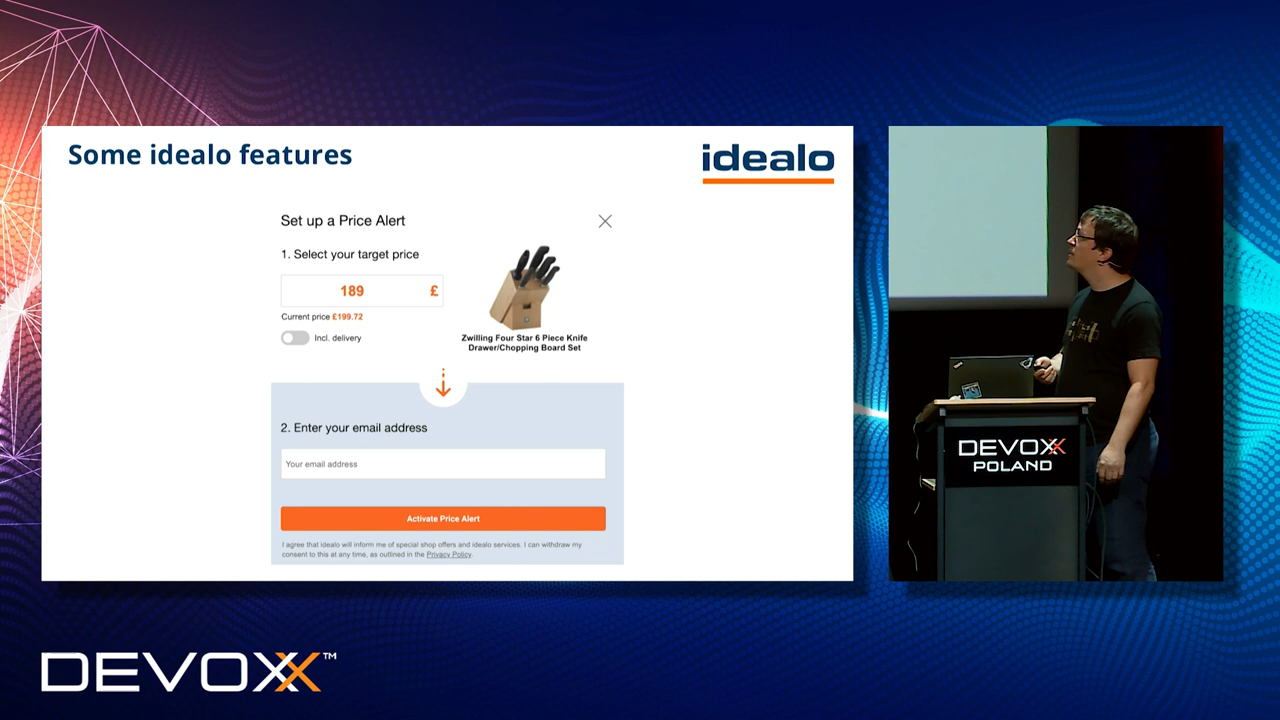 Some idealo features
idealo
Set up a Price Alert
1. Select your target price
189 £
Current price £199.72
Incl. delivery
Zwilling Four Star 6 Piece Knife
Drawer/Chopping Board Set
2. Enter your email address
Your email address
Activate Price Alert
I agree that idealo will inform me of special shop offers and idealo services. I can withdraw my
consent to this at any time, as outlined in the Privacy Policy.
DEVOXX
POLAND
DEVOXX™